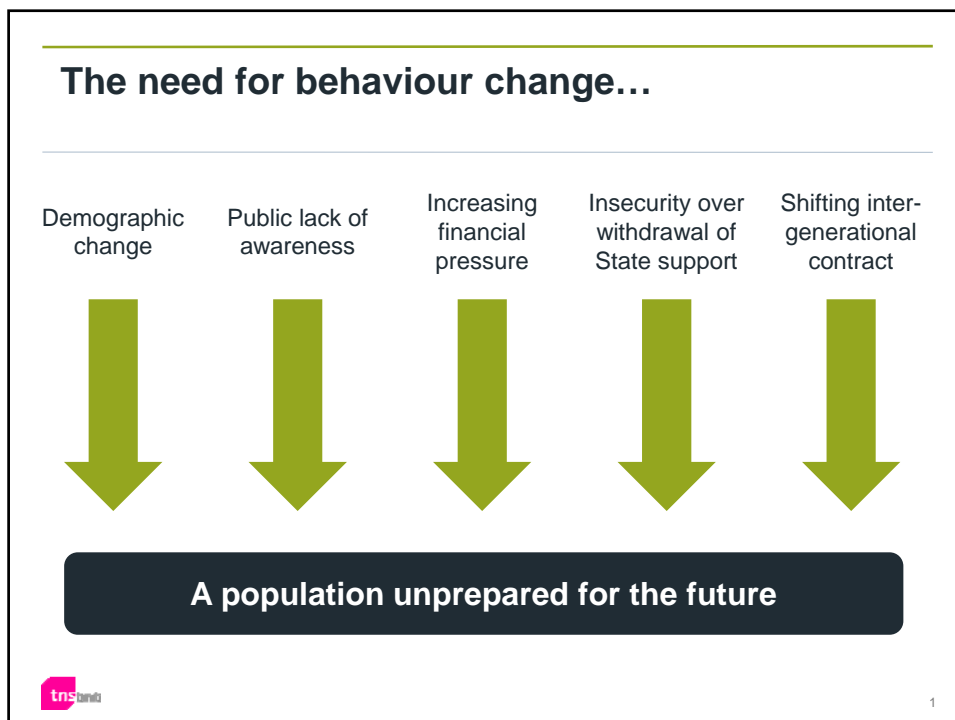 The need for behaviour change…
Demographic
change
Public lack of
awareness
Increasing
financial
pressure
Insecurity over
withdrawal of
State support
Shifting inter-
generational
contract
A population unprepared for the future
tns
1